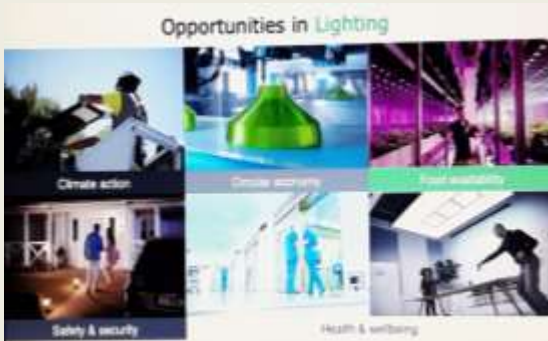 Opportunities in Lighting
Climate action
Circular economy
Food availability
Safety & security
Health & wellbeing